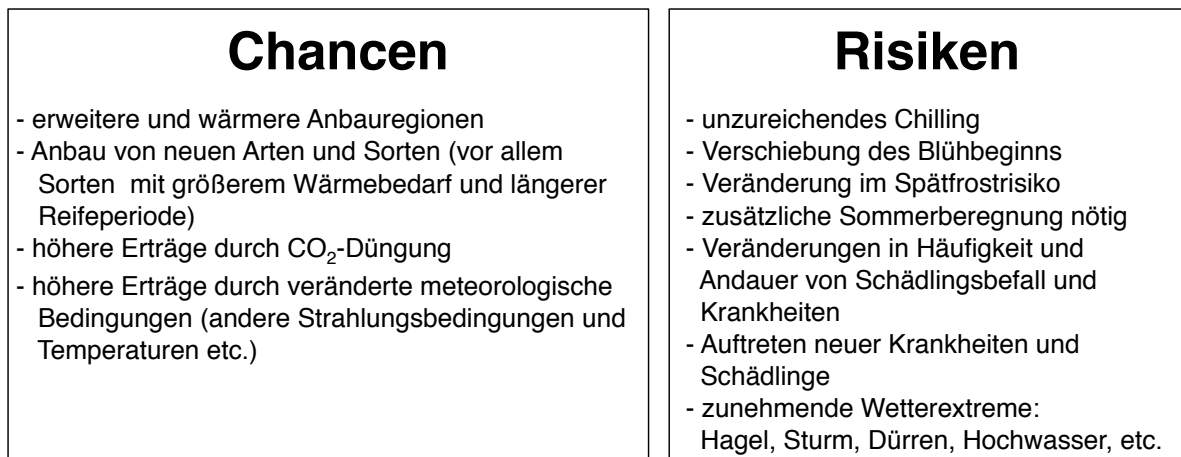 Chancen
- erweitere und wärmere Anbauregionen
- Anbau von neuen Arten und Sorten (vor allem
Sorten mit größerem Wärmebedarf und längerer
Reifeperiode)
- höhere Erträge durch CO₂-Düngung
- höhere Erträge durch veränderte meteorologische
Bedingungen (andere Strahlungsbedingungen und
Temperaturen etc.)
Risiken
- unzureichendes Chilling
- Verschiebung des Blühbeginns
- Veränderung im Spätfrostrisiko
- zusätzliche Sommerberegnung nötig
- Veränderungen in Häufigkeit und
Andauer von Schädlingsbefall und
Krankheiten
- Auftreten neuer Krankheiten und
Schädlinge
- zunehmende Wetterextreme:
Hagel, Sturm, Dürren, Hochwasser, etc.